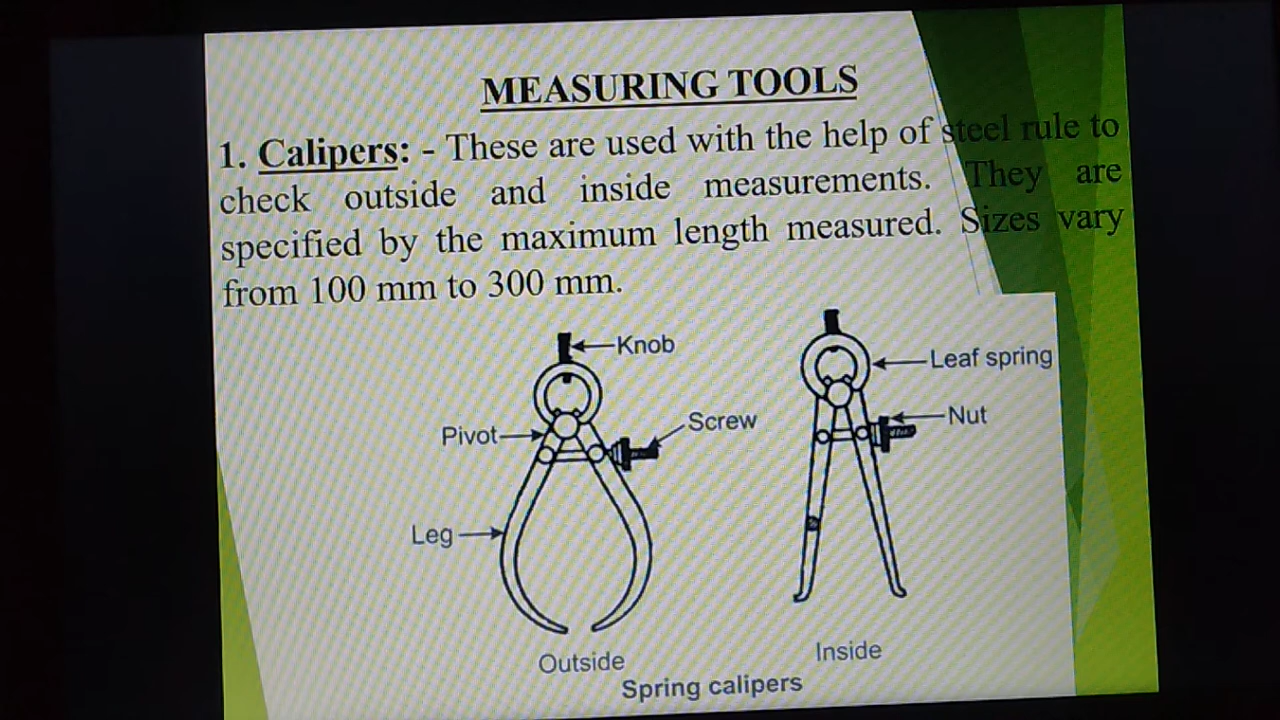 MEASURING TOOLS
1. Calipers: - These are used with the help of steel rule to
check outside and inside measurements. They are
specified by the maximum length measured. Sizes vary
from 100 mm to 300 mm.
Knob
Leaf spring
Pivot
Screw
Nut
Leg
Outside
Inside
Spring calipers